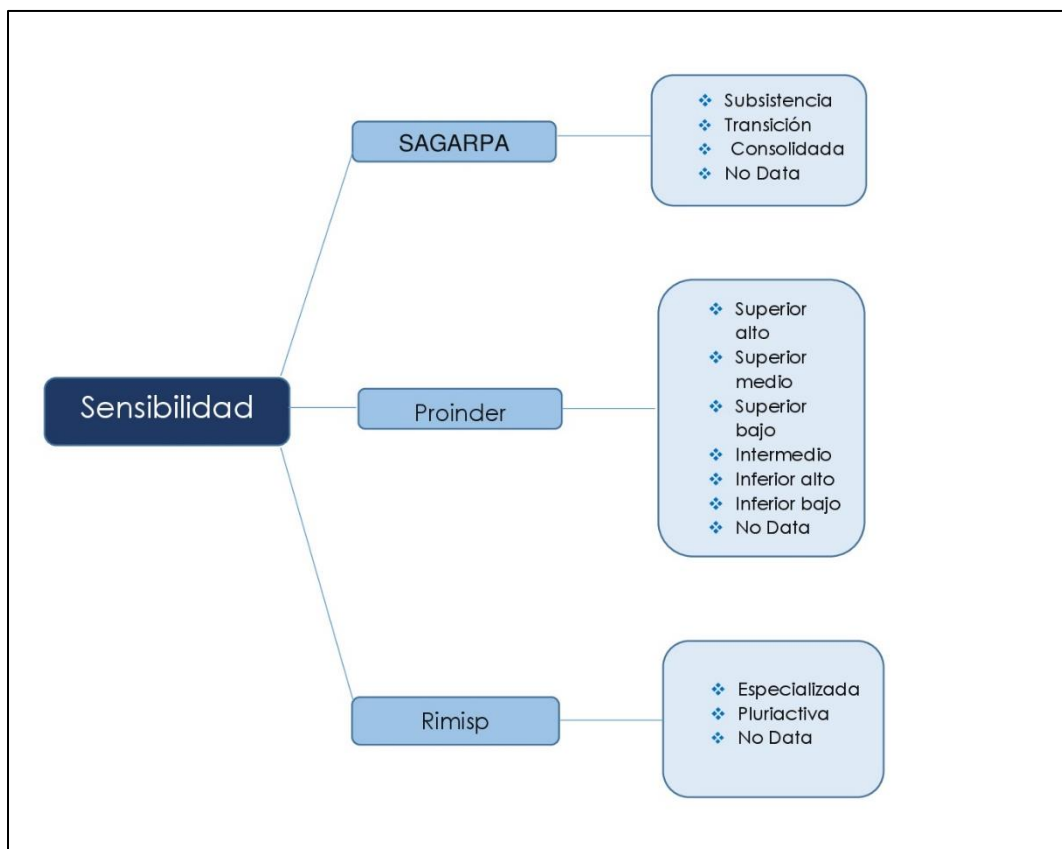 Sensibilidad
SAGARPA
Subsistencia
Transición
Consolidada
No Data
Proinder
Superior
alto
Superior
medio
Superior
bajo
Intermedio
Inferior alto
Inferior bajo
No Data
Rimisp
Especializada
Pluriactiva
No Data